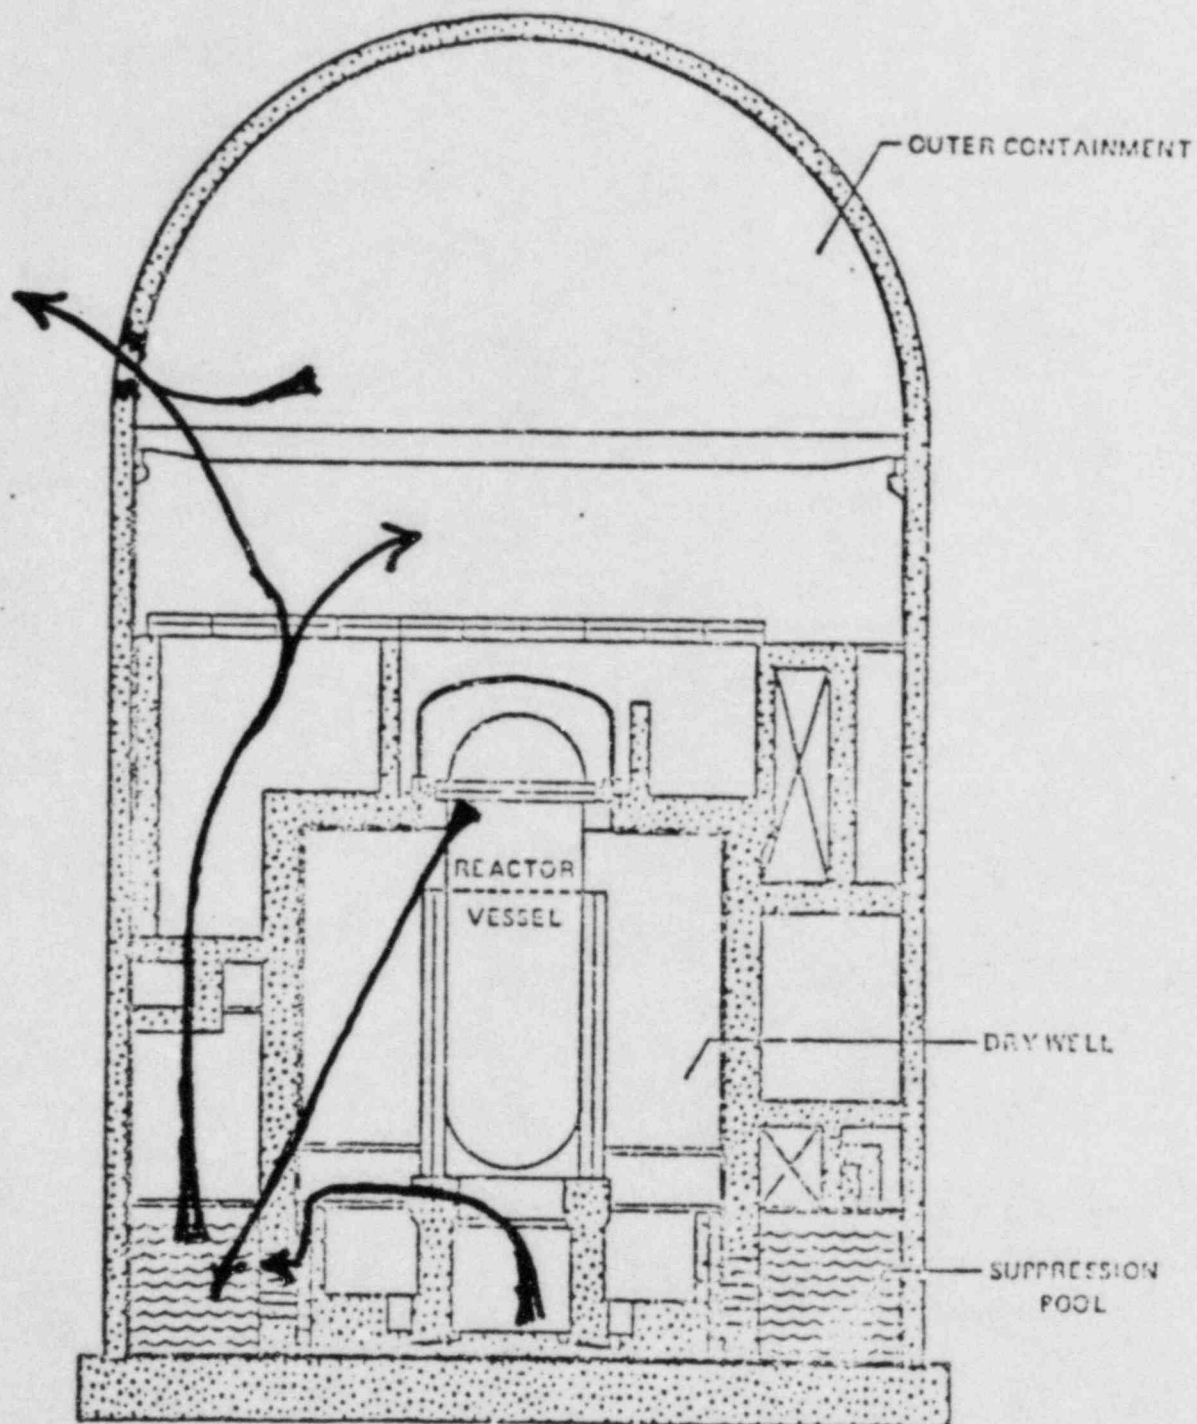 OUTER CONTAINMENT
REACTOR
VESSEL
DRY WELL
SUPPRESSION
POOL